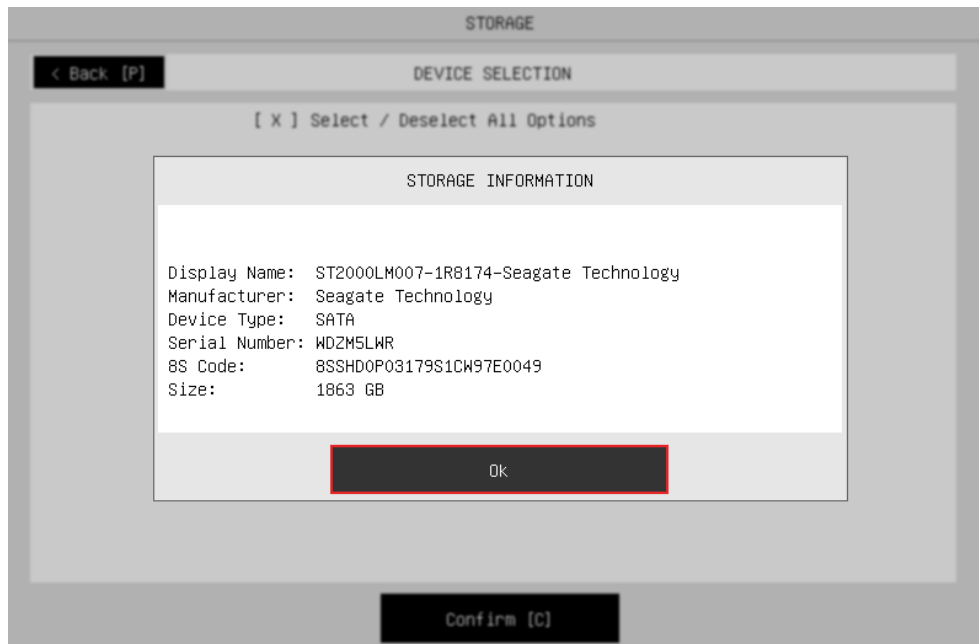 STORAGE
< Back [P]
DEVICE SELECTION
[ X ] Select / Deselect All Options
STORAGE INFORMATION
Display Name: ST2000LM007-1R8174-Seagate Technology
Manufacturer: Seagate Technology
Device Type: SATA
Serial Number: WDZM5LWR
8S Code: 8SSHD0P03179S1CW97E0049
Size: 1863 GB
Ok
Confirm [C]